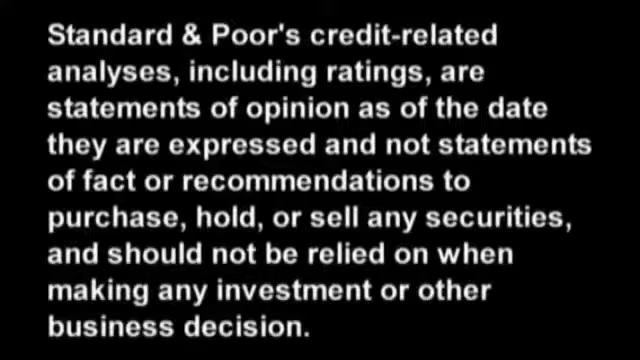 Standard & Poor's credit-related
analyses, including ratings, are
statements of opinion as of the date
they are expressed and not statements
of fact or recommendations to
purchase, hold, or sell any securities,
and should not be relied on when
making any investment or other
business decision.